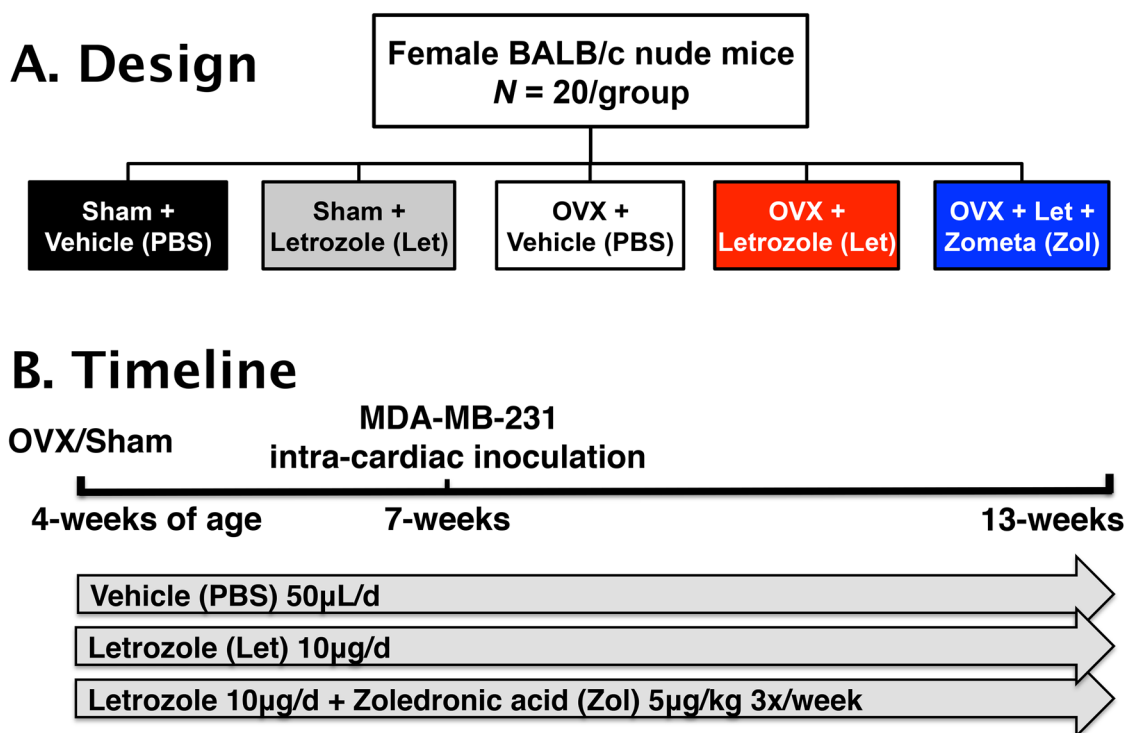 A. Design
Female BALB/c nude mice
N = 20/group
Sham +
Vehicle (PBS)
Sham +
Letrozole (Let)
OVX +
Vehicle (PBS)
OVX +
Letrozole (Let)
OVX + Let +
Zometa (Zol)
B. Timeline
OVX/Sham
MDA-MB-231
intra-cardiac inoculation
4-weeks of age
7-weeks
13-weeks
Vehicle (PBS) 50µL/d
Letrozole (Let) 10µg/d
Letrozole 10µg/d + Zoledronic acid (Zol) 5µg/kg 3x/week